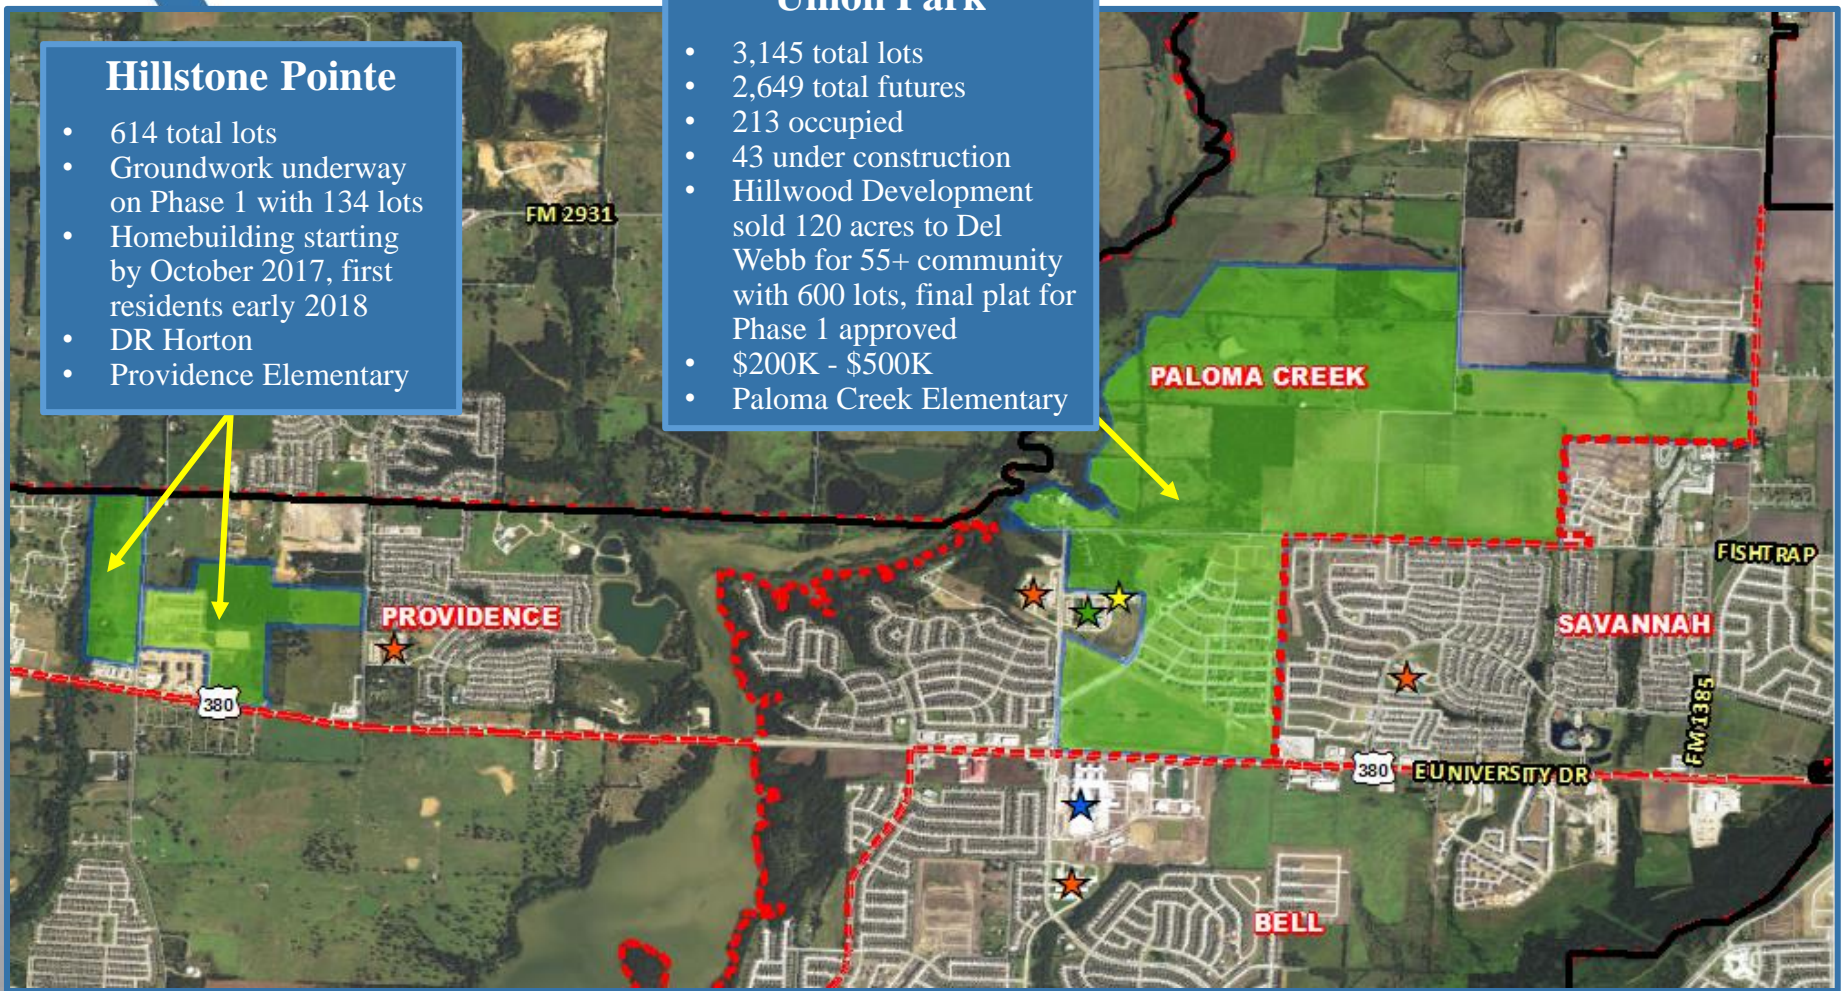 Hillstone Pointe
• 614 total lots
• Groundwork underway
on Phase 1 with 134 lots
• Homebuilding starting
by October 2017, first
residents early 2018
• DR Horton
• Providence Elementary
Union Park
• 3,145 total lots
• 2,649 total futures
• 213 occupied
• 43 under construction
• Hillwood Development
sold 120 acres to Del
Webb for 55+ community
with 600 lots, final plat for
Phase 1 approved
• $200K - $500K
• Paloma Creek Elementary
FM 2931
PALOMA CREEK
FISHTRAP
PROVIDENCE
SAVANNAH
380
FM 1385
380
E UNIVERSITY DR
BELL